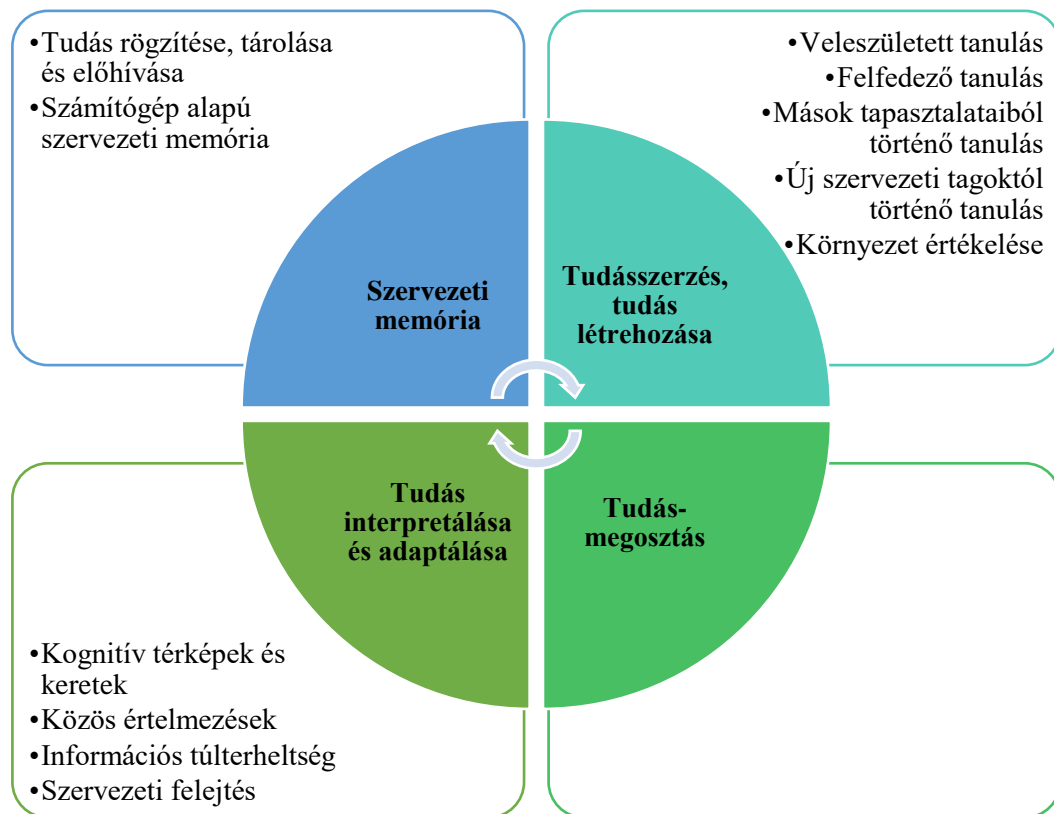 •Tudás rögzítése, tárolása
és előhívása
•Számítógép alapú
szervezeti memória
•Veleszületett tanulás
•Felfedező tanulás
•Mások tapasztalataiból
történő tanulás
•Új szervezeti tagoktól
történő tanulás
•Környezet értékelése
Szervezeti
memória
Tudásszerzés,
tudás
létrehozása
Tudás
interpretálása
és adaptálása
Tudás-
megosztás
•Kognitív térképek és
keretek
•Közös értelmezések
•Információs túlterheltség
•Szervezeti felejtés